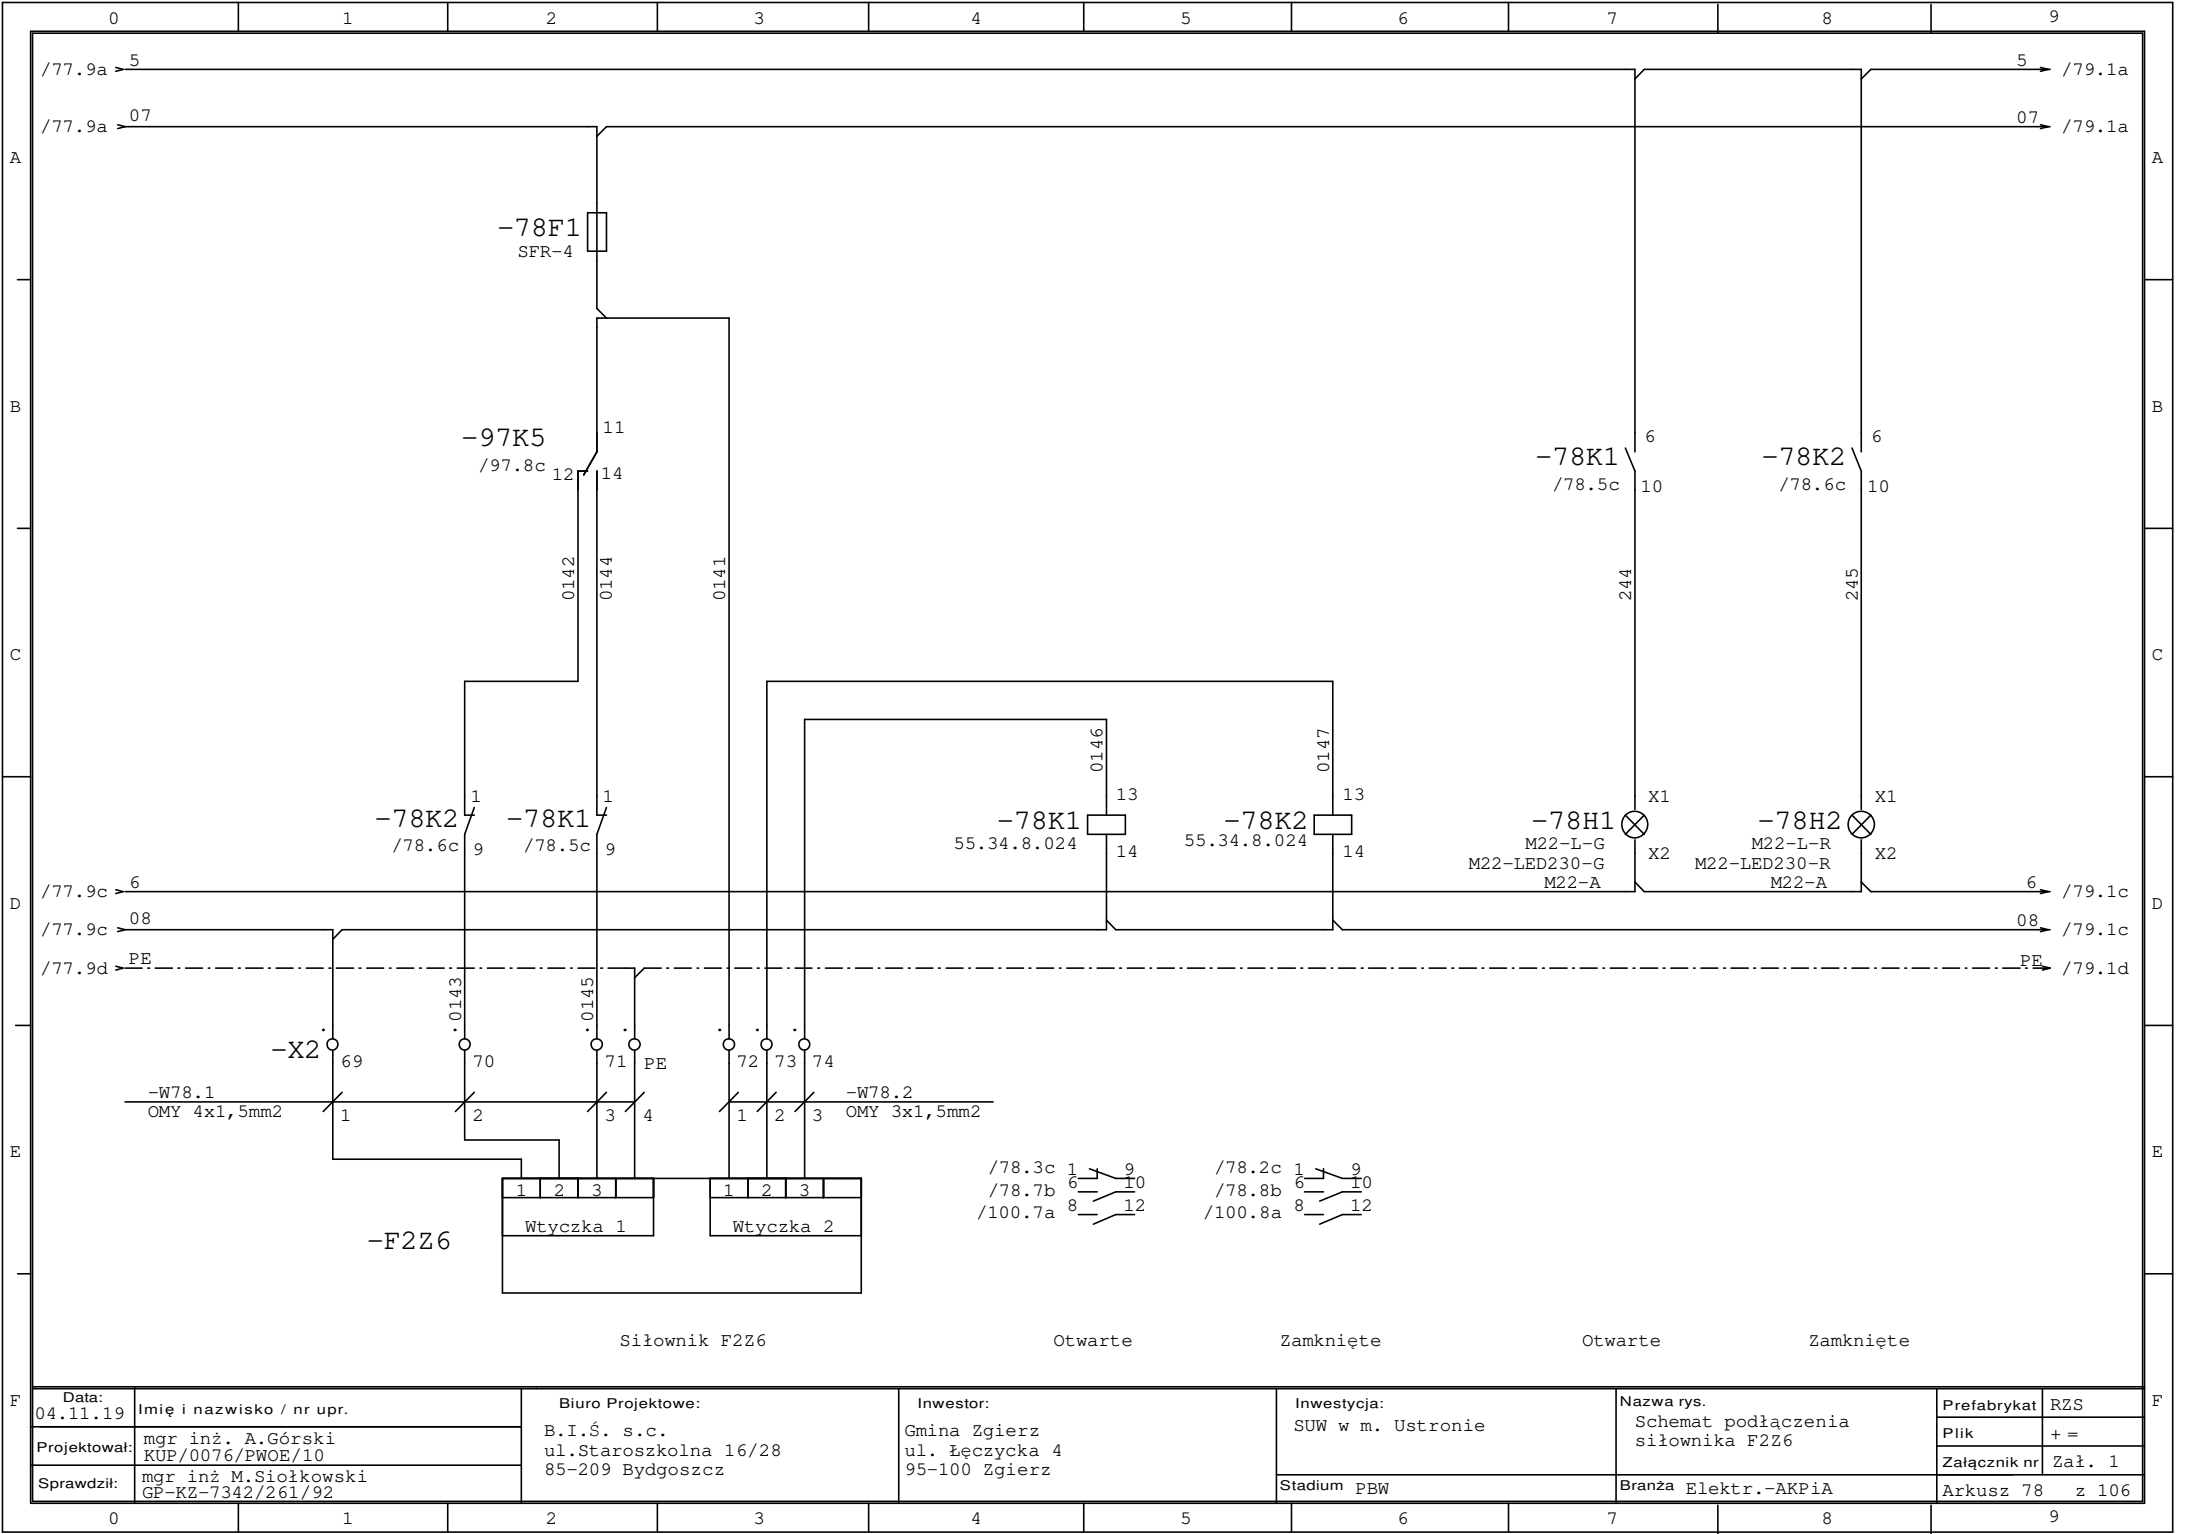 0 1 2 3 4 5 6 7 8 9
/77.9a 5 5 /79.1a
/77.9a 07 07 /79.1a
A A
-78F1
SFR-4
B B
-97K5 11
/97.8c 12 14
-78K1 6
/78.5c 10
-78K2 6
/78.6c 10
0142 0144 0141 244 245
C C
0146 0147
-78K2 1
/78.6c 9
-78K1 1
/78.5c 9
-78K1 13
55.34.8.024 14
-78K2 13
55.34.8.024 14
-78H1 X1
M22-L-G X2
M22-LED230-G
M22-A
-78H2 X1
M22-L-R X2
M22-LED230-R
M22-A
/77.9c 6 6 /79.1c
D D
/77.9c 08 08 /79.1c
/77.9d PE PE /79.1d
0143 0145
-X2 69 70 71 PE 72 73 74
-W78.1 -W78.2
OMY 4x1,5mm2 1 2 3 4 1 2 3 OMY 3x1,5mm2
E E
/78.3c 1 9 /78.2c 1 9
/78.7b 6 10 /78.8b 6 10
/100.7a 8 12 /100.8a 8 12
1 2 3 1 2 3
Wtyczka 1 Wtyczka 2
-F2Z6
Siłownik F2Z6 Otwarte Zamknięte Otwarte Zamknięte
F F
Data:
04.11.19
Imię i nazwisko / nr upr.
Projektował:
mgr inż. A.Górski
KUP/0076/PWOE/10
Sprawdził:
mgr inż M.Siołkowski
GP-KZ-7342/261/92
Biuro Projektowe:
B.I.Ś. s.c.
ul.Staroszkolna 16/28
85-209 Bydgoszcz
Inwestor:
Gmina Zgierz
ul. Łęczycka 4
95-100 Zgierz
Inwestycja:
SUW w m. Ustronie
Stadium PBW
Nazwa rys.
Schemat podłączenia
siłownika F2Z6
Branża Elektr.-AKPiA
Prefabrykat RZS
Plik + =
Załącznik nr Zał. 1
Arkusz 78 z 106
0 1 2 3 4 5 6 7 8 9